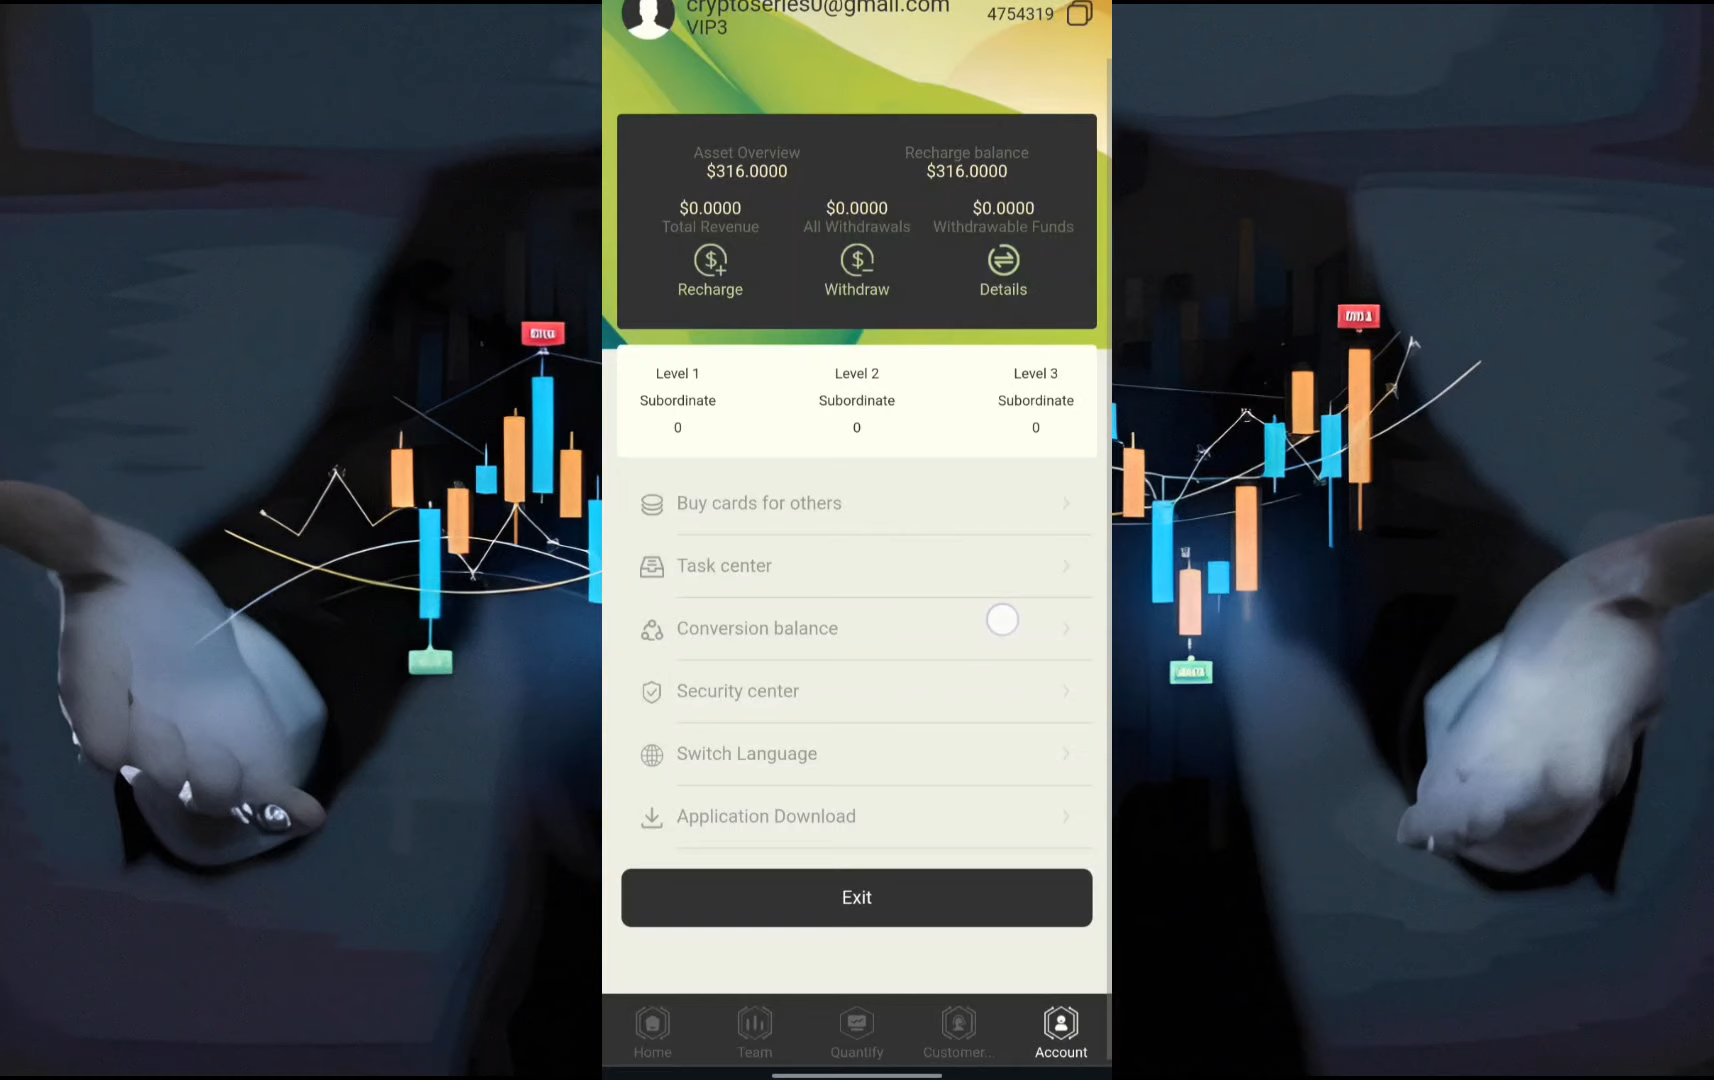 cryptoseries0@gmail.com
VIP3
4754319
Asset Overview
$316.0000
Recharge balance
$316.0000
$0.0000
Total Revenue
$0.0000
All Withdrawals
$0.0000
Withdrawable Funds
Recharge
Withdraw
Details
Level 1
Subordinate
0
Level 2
Subordinate
0
Level 3
Subordinate
0
Buy cards for others
Task center
Conversion balance
Security center
Switch Language
Application Download
Exit
Home
Team
Quantify
Customer...
Account